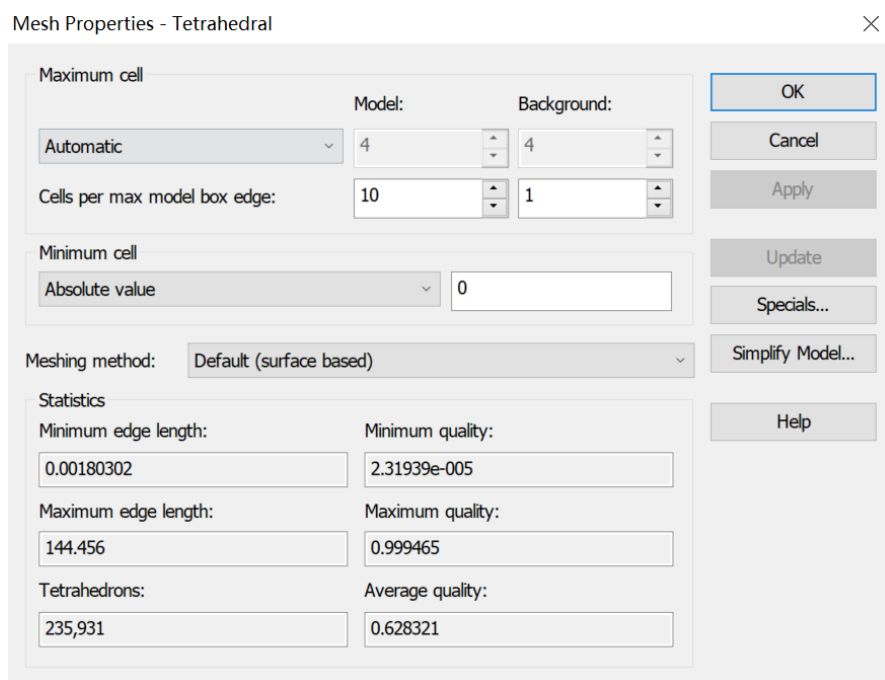 Mesh Properties - Tetrahedral
Maximum cell
Model: Background:
Automatic 4 4
Cells per max model box edge: 10 1
Minimum cell
Absolute value 0
Meshing method: Default (surface based)
Statistics
Minimum edge length: Minimum quality:
0.00180302 2.31939e-005
Maximum edge length: Maximum quality:
144.456 0.999465
Tetrahedrons: Average quality:
235,931 0.628321
OK
Cancel
Apply
Update
Specials...
Simplify Model...
Help